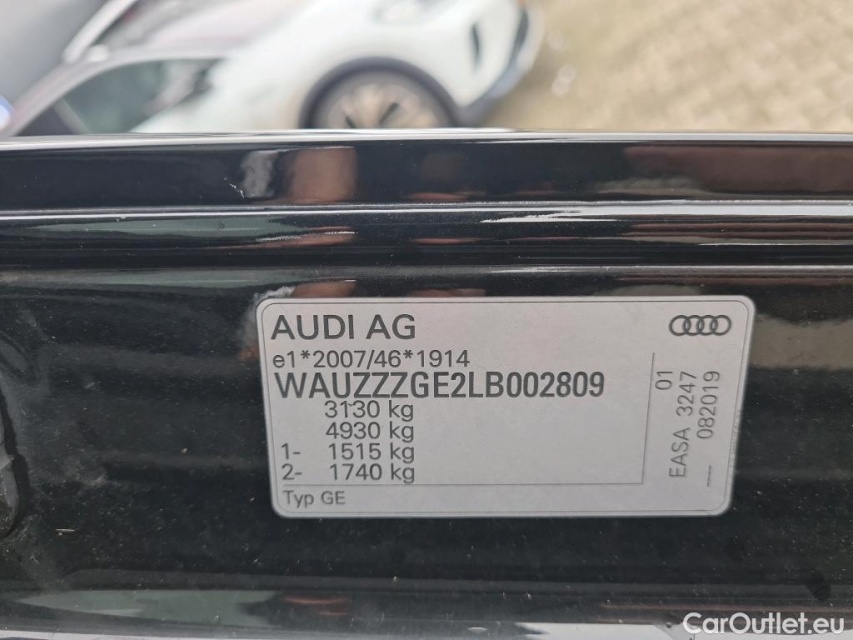 AUDI AG
e1*2007/46*1914
WAUZZZGE2LB002809
3130 kg
4930 kg
1- 1515 kg
2- 1740 kg
Typ GE
01
EASA 3247
— 082019
CarOutlet.eu